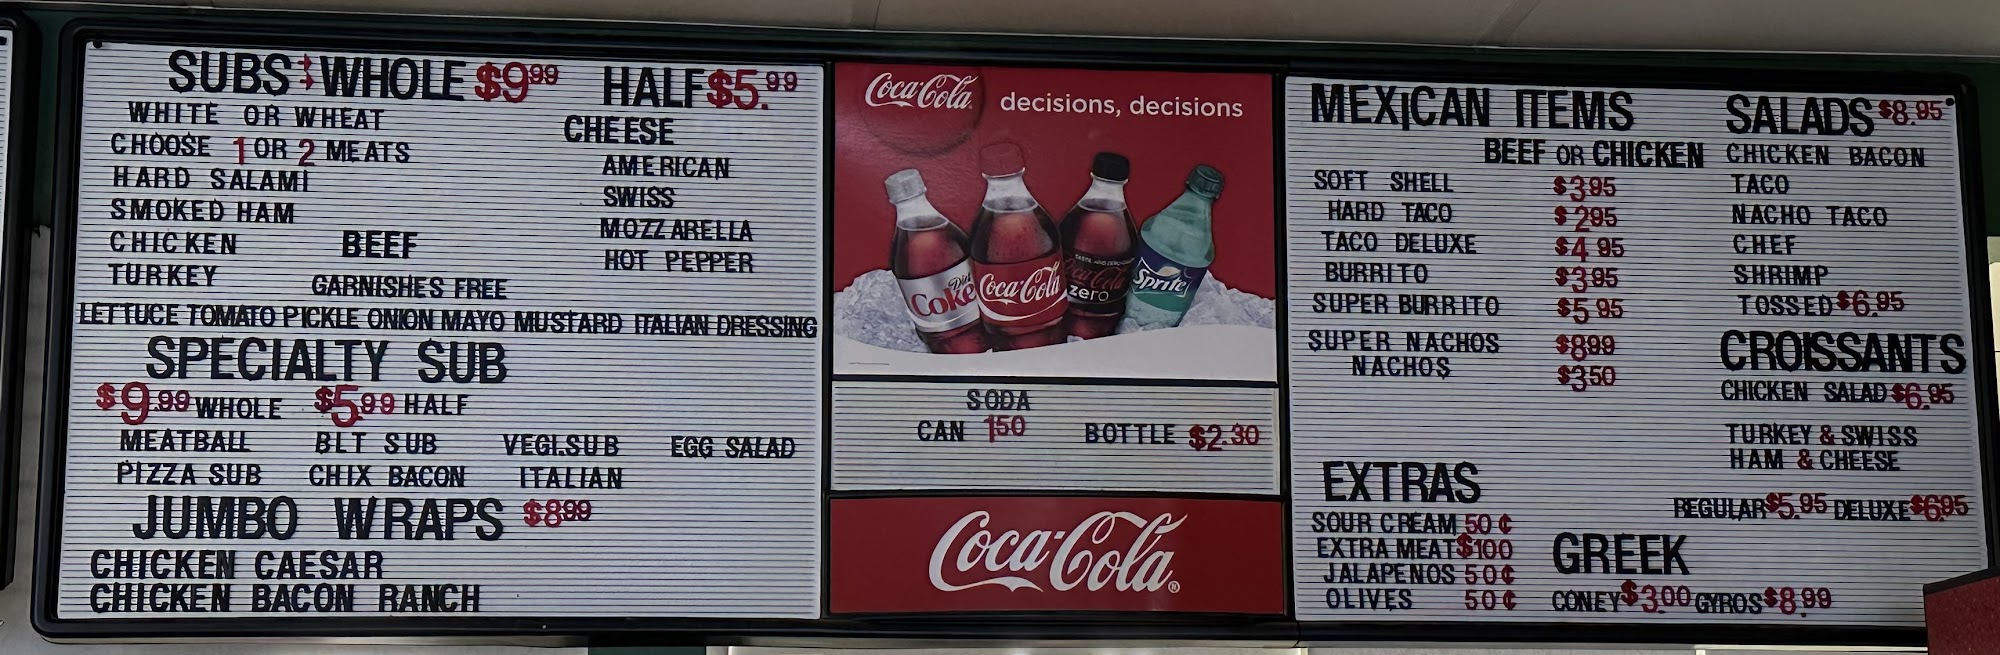 SUBS WHOLE $9.99 HALF $5.99
WHITE OR WHEAT
CHOOSE 1 OR 2 MEATS
HARD SALAMI
SMOKED HAM
CHICKEN BEEF
TURKEY
CHEESE
AMERICAN
SWISS
MOZZARELLA
HOT PEPPER
GARNISHES FREE
LETTUCE TOMATO PICKLE ONION MAYO MUSTARD ITALIAN DRESSING
SPECIALTY SUB
$9.99 WHOLE $5.99 HALF
MEATBALL BLT SUB VEGI.SUB EGG SALAD
PIZZA SUB CHIX BACON ITALIAN
JUMBO WRAPS $8.99
CHICKEN CAESAR
CHICKEN BACON RANCH
Coca-Cola decisions, decisions
Diet Coke
Coca-Cola
Coca-Cola zero
Sprite
SODA
CAN 1.50 BOTTLE $2.30
Coca-Cola
MEXICAN ITEMS
BEEF OR CHICKEN
SOFT SHELL $3.95
HARD TACO $2.95
TACO DELUXE $4.95
BURRITO $3.95
SUPER BURRITO $5.95
SUPER NACHOS $8.99
NACHOS $3.50
EXTRAS
SOUR CREAM 50¢
EXTRA MEAT $1.00
JALAPENOS 50¢
OLIVES 50¢
SALADS $8.95
CHICKEN BACON
TACO
NACHO TACO
CHEF
SHRIMP
TOSSED $6.95
CROISSANTS
CHICKEN SALAD $6.95
TURKEY & SWISS
HAM & CHEESE
REGULAR $5.95 DELUXE $6.95
GREEK
CONEY $3.00 GYROS $8.99